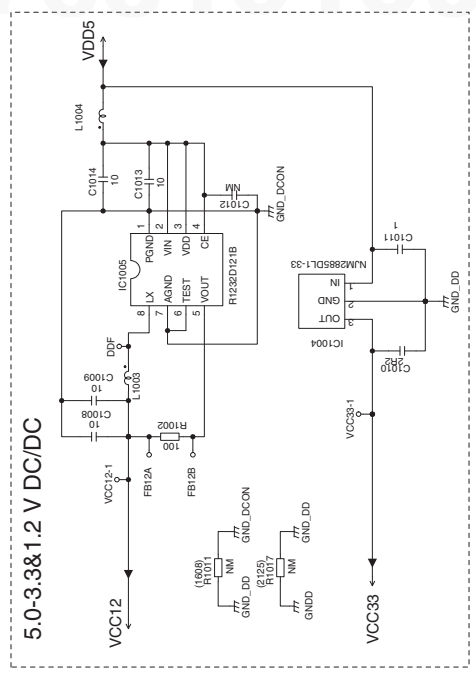 5.0-3.3&1.2 V DC/DC
VDD5
L1004
C1014
10
C1013
10
NM
C1012
GND_DCON
1
2
3
4
PGND
VIN
VDD
CE
IC1005
R1232D121B
LX
AGND
TEST
VOUT
8
7
6
5
DDF
L1003
C1009
10
C1008
10
R1002
100
FB12A
FB12B
VCC12-1
VCC12
C1011
1
NJM2885DL1-33
IN
GND
OUT
1
2
3
IC1004
GND_DD
C1010
2R2
VCC33-1
VCC33
(1608)
R1011
NM
GND_DCON
GND_DD
(2125)
R1017
NM
GND_DD
GNDD